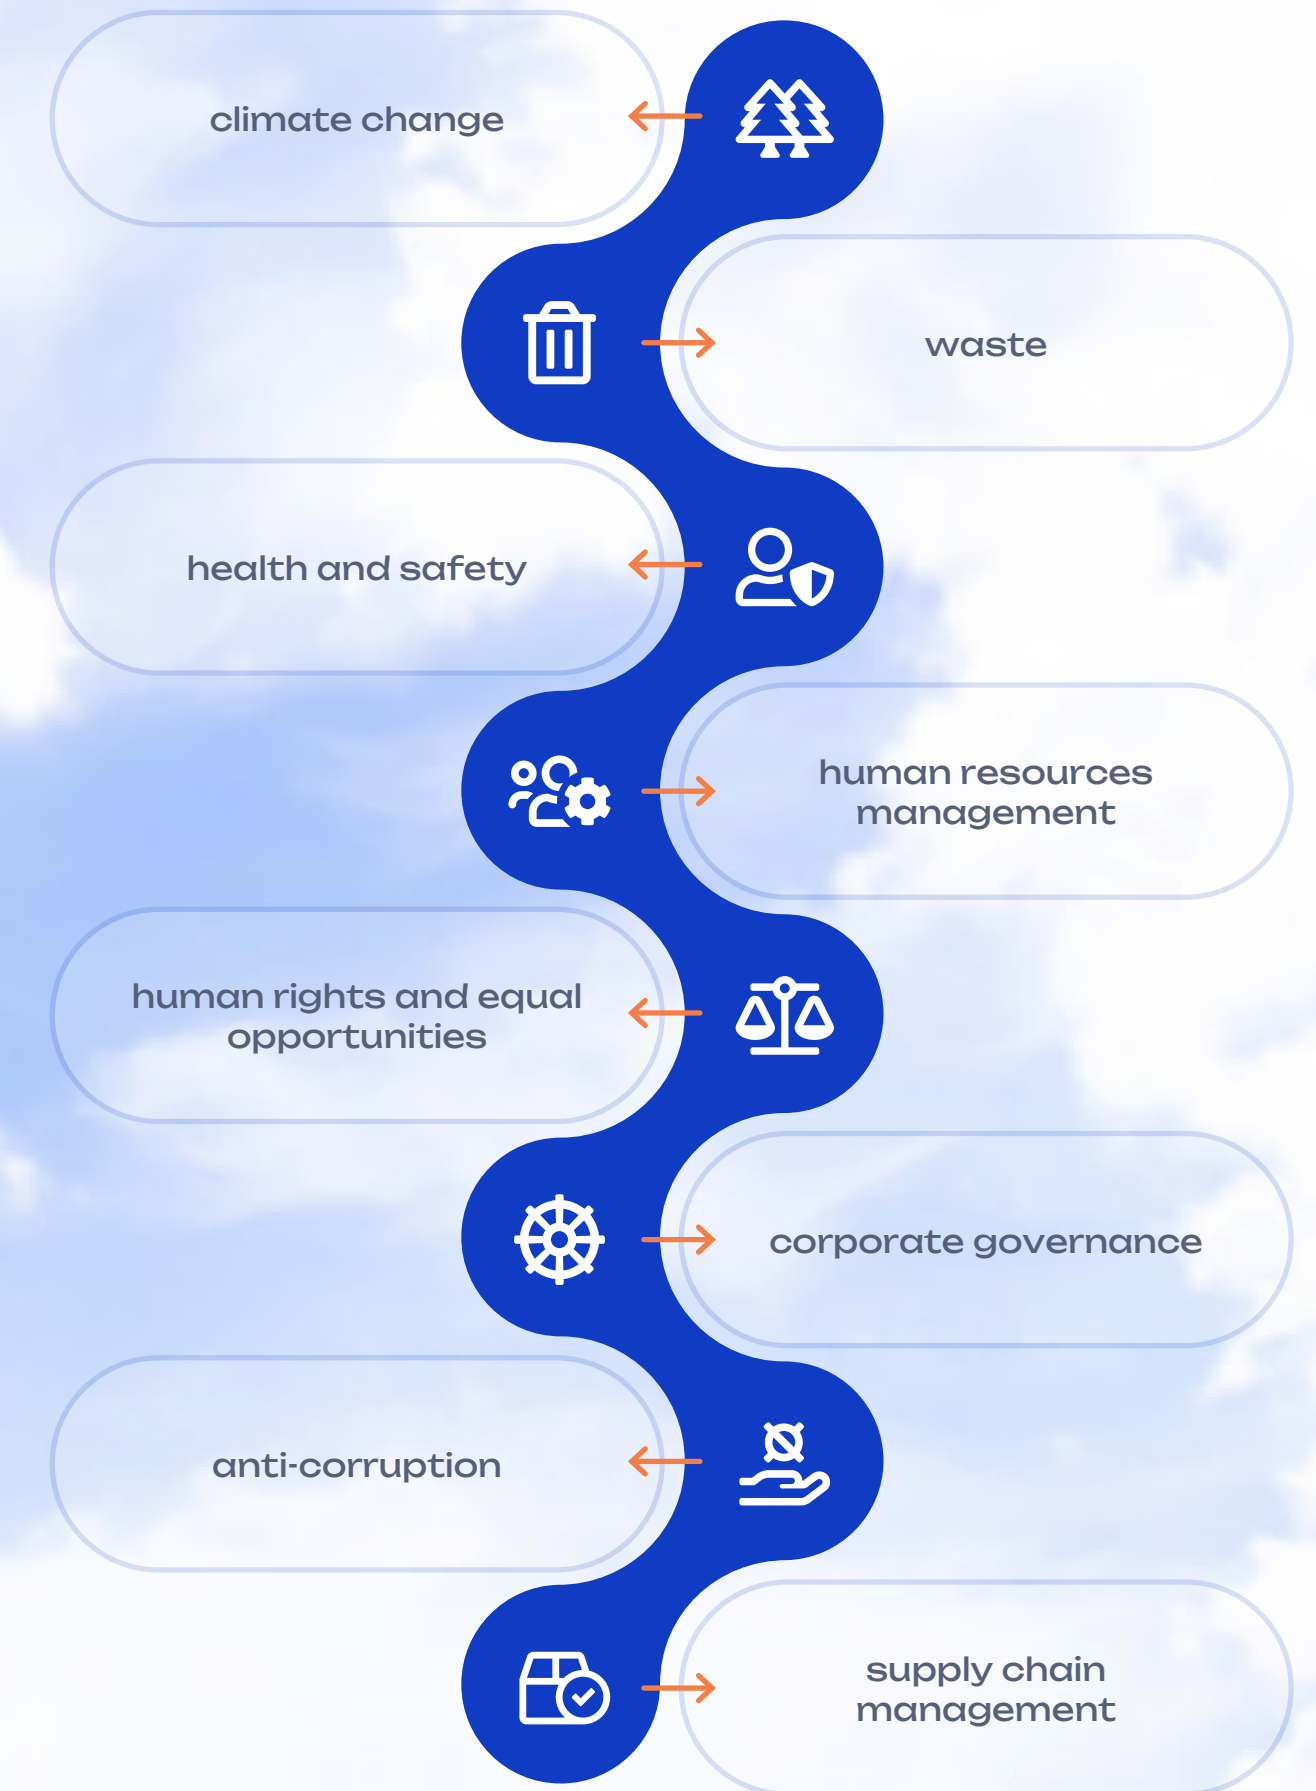 climate change
waste
health and safety
human resources
management
human rights and equal
opportunities
corporate governance
anti-corruption
supply chain
management